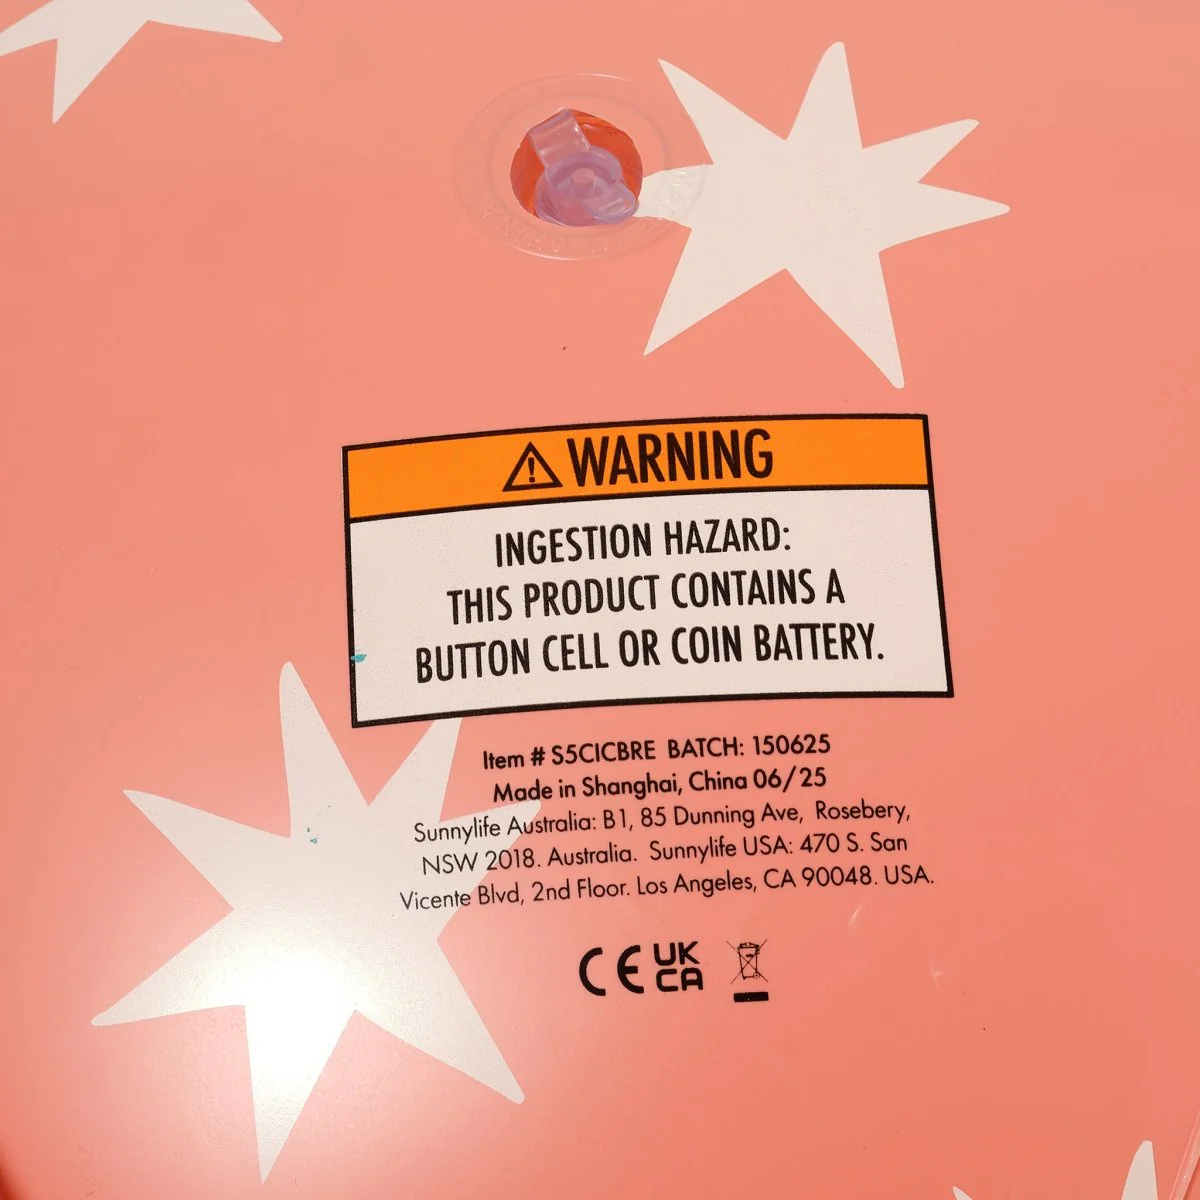 WARNING
INGESTION HAZARD:
THIS PRODUCT CONTAINS A
BUTTON CELL OR COIN BATTERY.
Item # S5CICBRE BATCH: 150625
Made in Shanghai, China 06/25
Sunnylife Australia: B1, 85 Dunning Ave, Rosebery,
NSW 2018. Australia. Sunnylife USA: 470 S. San
Vicente Blvd, 2nd Floor. Los Angeles, CA 90048. USA.
CE UK
CA